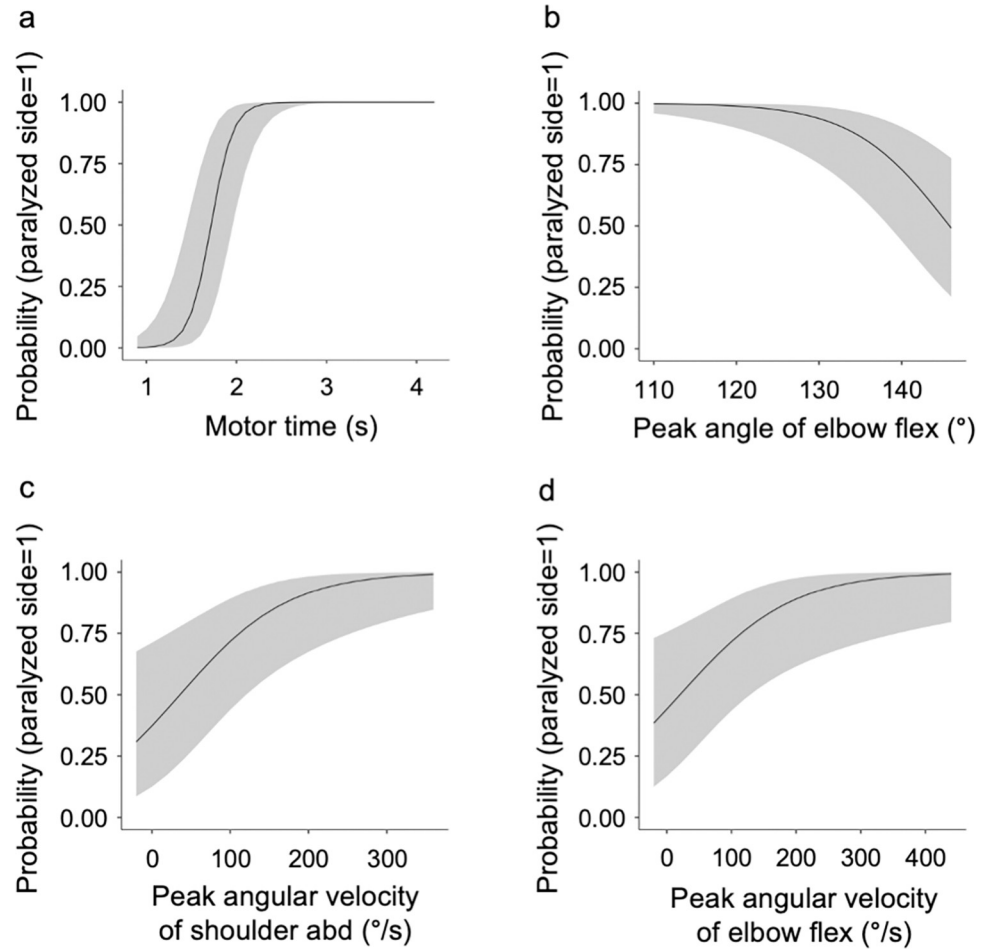 a
Probability (paralyzed side=1)
1.00
0.75
0.50
0.25
0.00
1 2 3 4
Motor time (s)
b
Probability (paralyzed side=1)
1.00
0.75
0.50
0.25
0.00
110 120 130 140
Peak angle of elbow flex (°)
c
Probability (paralyzed side=1)
1.00
0.75
0.50
0.25
0.00
0 100 200 300
Peak angular velocity
of shoulder abd (°/s)
d
Probability (paralyzed side=1)
1.00
0.75
0.50
0.25
0.00
0 100 200 300 400
Peak angular velocity
of elbow flex (°/s)